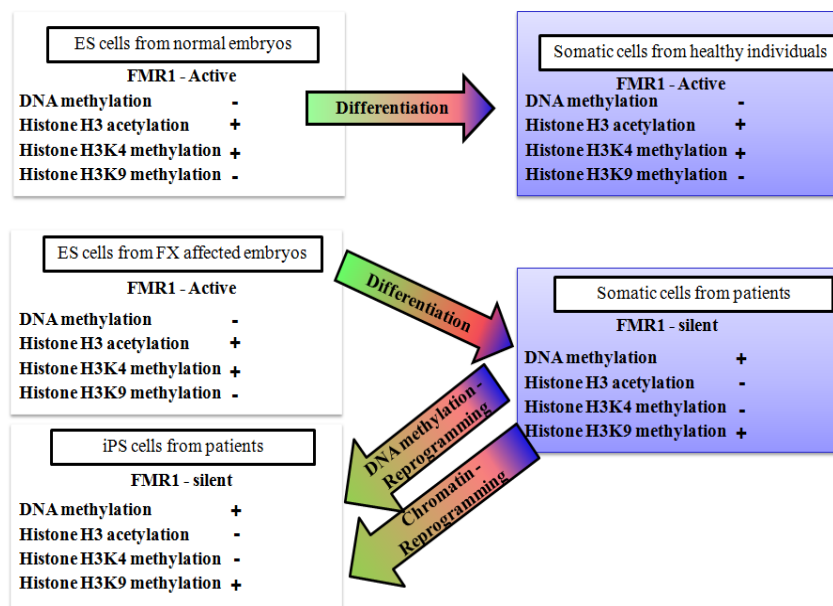 ES cells from normal embryos
FMR1 - Active
DNA methylation -
Histone H3 acetylation +
Histone H3K4 methylation +
Histone H3K9 methylation -
Differentiation
Somatic cells from healthy individuals
FMR1 - Active
DNA methylation -
Histone H3 acetylation +
Histone H3K4 methylation +
Histone H3K9 methylation -
ES cells from FX affected embryos
FMR1 - Active
DNA methylation -
Histone H3 acetylation +
Histone H3K4 methylation +
Histone H3K9 methylation -
Differentiation
Somatic cells from patients
FMR1 - silent
DNA methylation +
Histone H3 acetylation -
Histone H3K4 methylation -
Histone H3K9 methylation +
DNA methylation -
Reprogramming
Chromatin -
Reprogramming
iPS cells from patients
FMR1 - silent
DNA methylation +
Histone H3 acetylation -
Histone H3K4 methylation -
Histone H3K9 methylation +